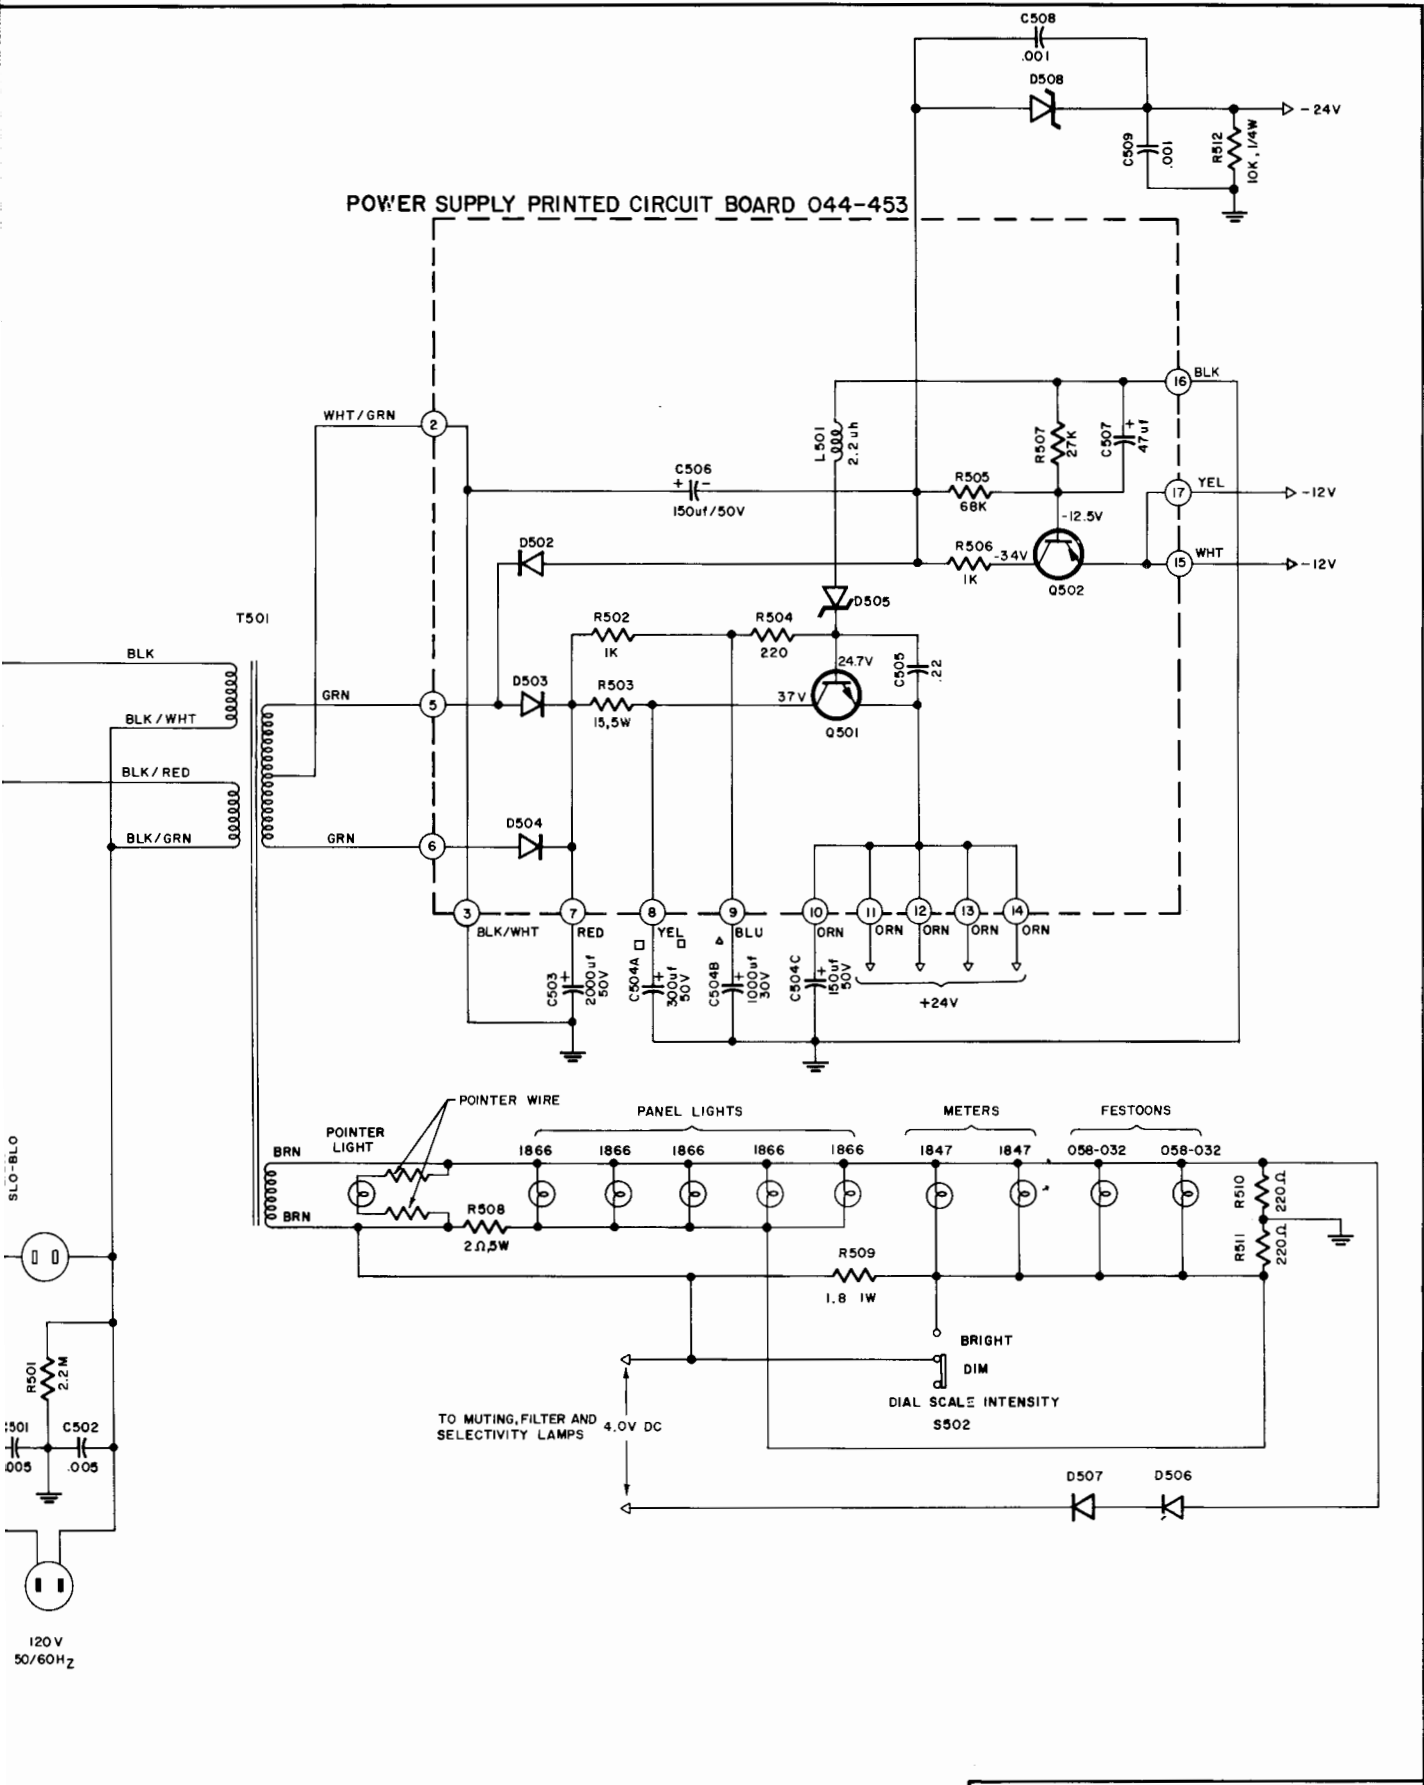 C508
.001
D508
-24V
C509
.001
R512
10K, 1/4W
POWER SUPPLY PRINTED CIRCUIT BOARD 044-453
16 BLK
WHT/GRN
2
L501
2.2uh
R507
27K
C507
+
47uf
C506
+ -
150uf/50V
R505
68K
17 YEL
-12V
-12.5V
D502
R506
1K
-34V
Q502
15 WHT
-12V
D505
T501
R502
1K
R504
220
BLK
24.7V
C505
.22
GRN
5
D503
R503
15,5W
37V
Q501
BLK/WHT
BLK/RED
BLK/GRN
GRN
6
D504
3 7 8 9 10 11 12 13 14
BLK/WHT RED YEL BLU ORN ORN ORN ORN ORN
C503
+
2000uf
50V
C504A
+
300uf
50V
C504B
+
1000uf
30V
C504C
+
150uf
50V
+24V
POINTER WIRE
PANEL LIGHTS
METERS
FESTOONS
POINTER
LIGHT
BRN
1866 1866 1866 1866 1866 1847 1847 058-032 058-032
SLO-BLO
R510
220Ω
BRN
R508
2Ω,5W
R511
220Ω
R509
1.8 1W
BRIGHT
DIM
DIAL SCALE INTENSITY
S502
R501
2.2M
TO MUTING, FILTER AND
SELECTIVITY LAMPS
4.0V DC
C502
.005
D507 D506
120V
50/60Hz